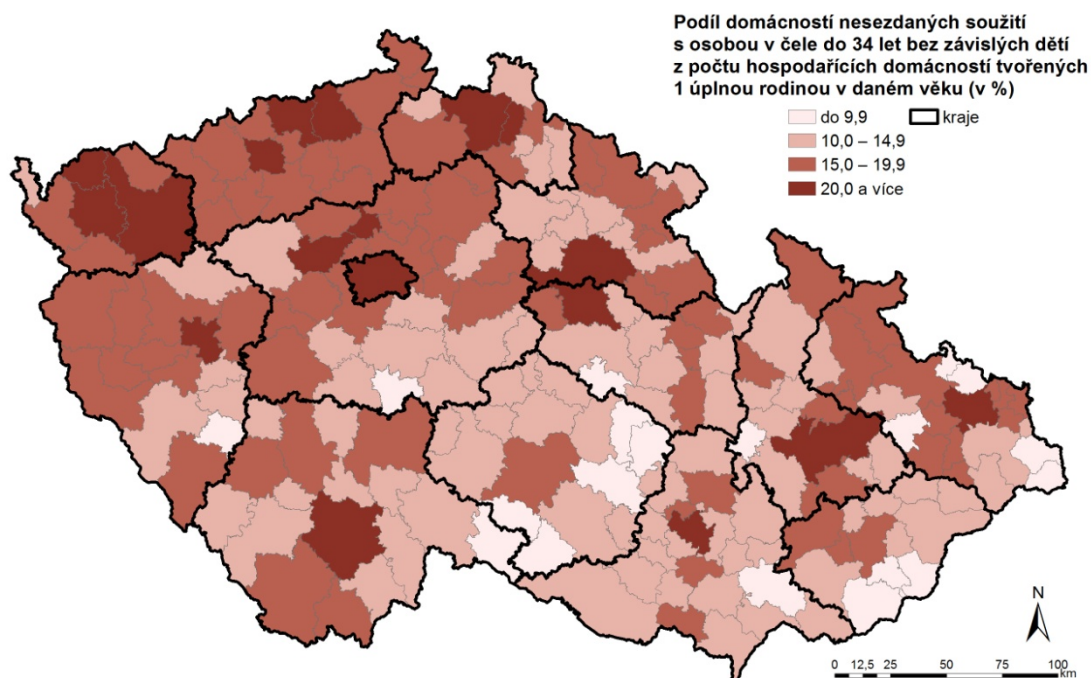 Podíl domácností nesezdaných soužití
s osobou v čele do 34 let bez závislých dětí
z počtu hospodařících domácností tvořených
1 úplnou rodinou v daném věku (v %)
do 9,9
kraje
10,0 – 14,9
15,0 – 19,9
20,0 a více
N
0 12,5 25 50 75 100
km